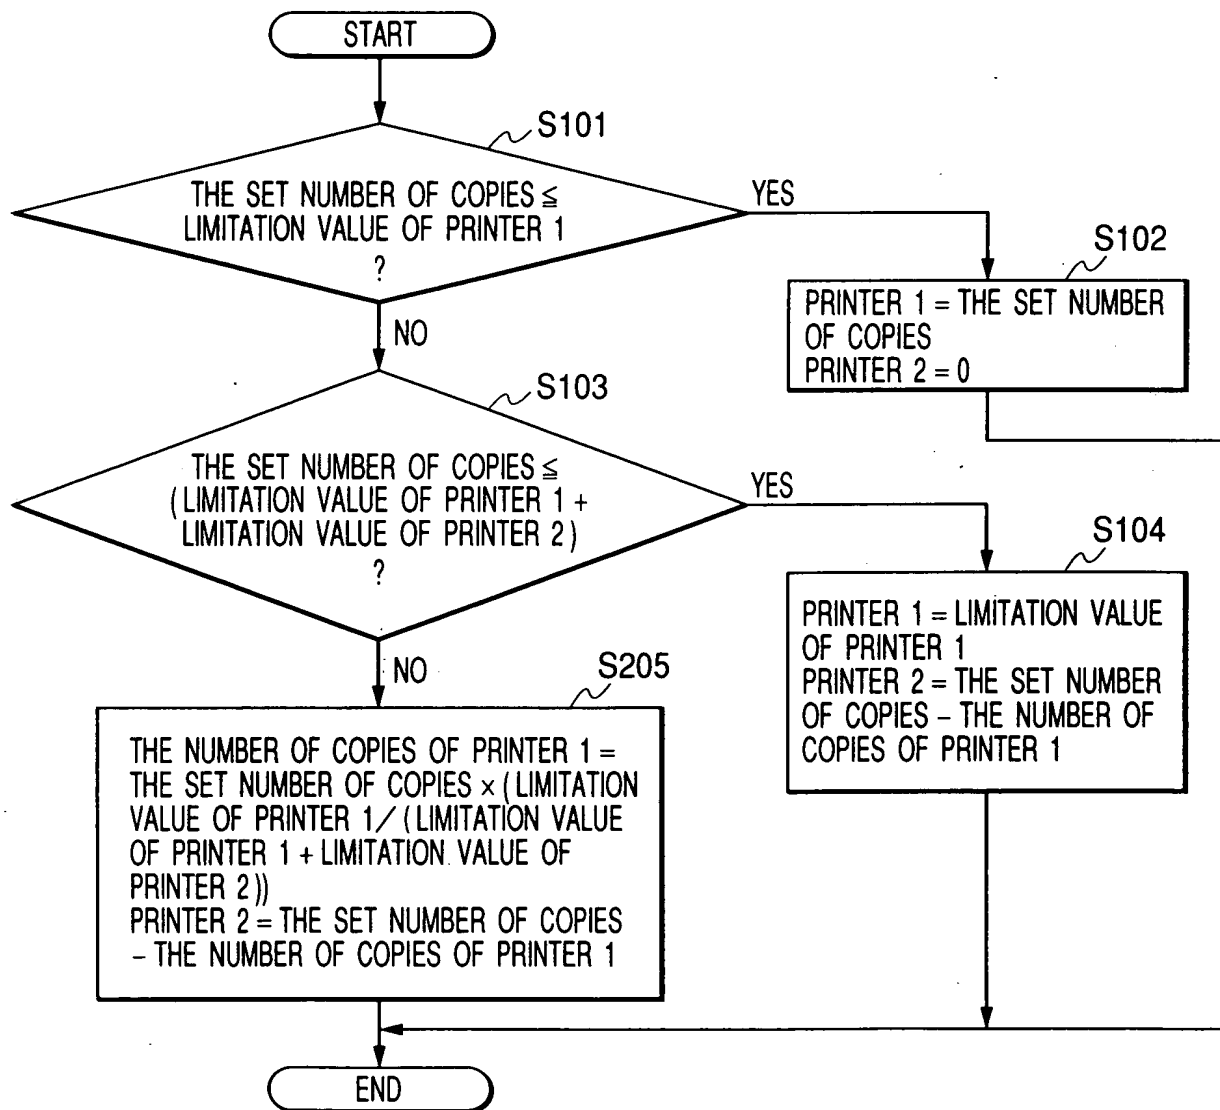 START
S101
THE SET NUMBER OF COPIES ≦
LIMITATION VALUE OF PRINTER 1
?
YES
S102
PRINTER 1 = THE SET NUMBER
OF COPIES
PRINTER 2 = 0
NO
S103
THE SET NUMBER OF COPIES ≦
(LIMITATION VALUE OF PRINTER 1 +
LIMITATION VALUE OF PRINTER 2)
?
YES
S104
PRINTER 1 = LIMITATION VALUE
OF PRINTER 1
PRINTER 2 = THE SET NUMBER
OF COPIES – THE NUMBER OF
COPIES OF PRINTER 1
NO
S205
THE NUMBER OF COPIES OF PRINTER 1 =
THE SET NUMBER OF COPIES × (LIMITATION
VALUE OF PRINTER 1 / (LIMITATION VALUE
OF PRINTER 1 + LIMITATION VALUE OF
PRINTER 2))
PRINTER 2 = THE SET NUMBER OF COPIES
– THE NUMBER OF COPIES OF PRINTER 1
END